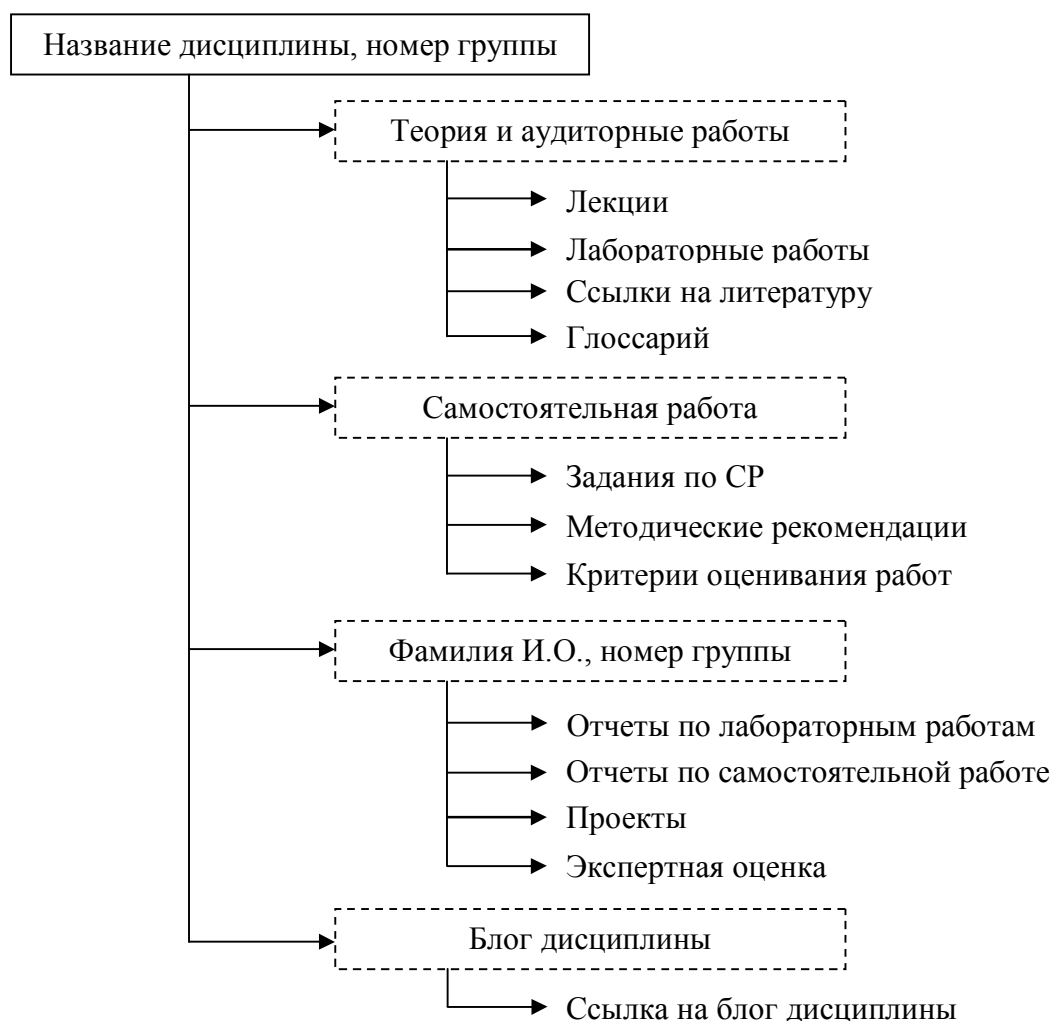 Название дисциплины, номер группы
Теория и аудиторные работы
Лекции
Лабораторные работы
Ссылки на литературу
Глоссарий
Самостоятельная работа
Задания по СР
Методические рекомендации
Критерии оценивания работ
Фамилия И.О., номер группы
Отчеты по лабораторным работам
Отчеты по самостоятельной работе
Проекты
Экспертная оценка
Блог дисциплины
Ссылка на блог дисциплины